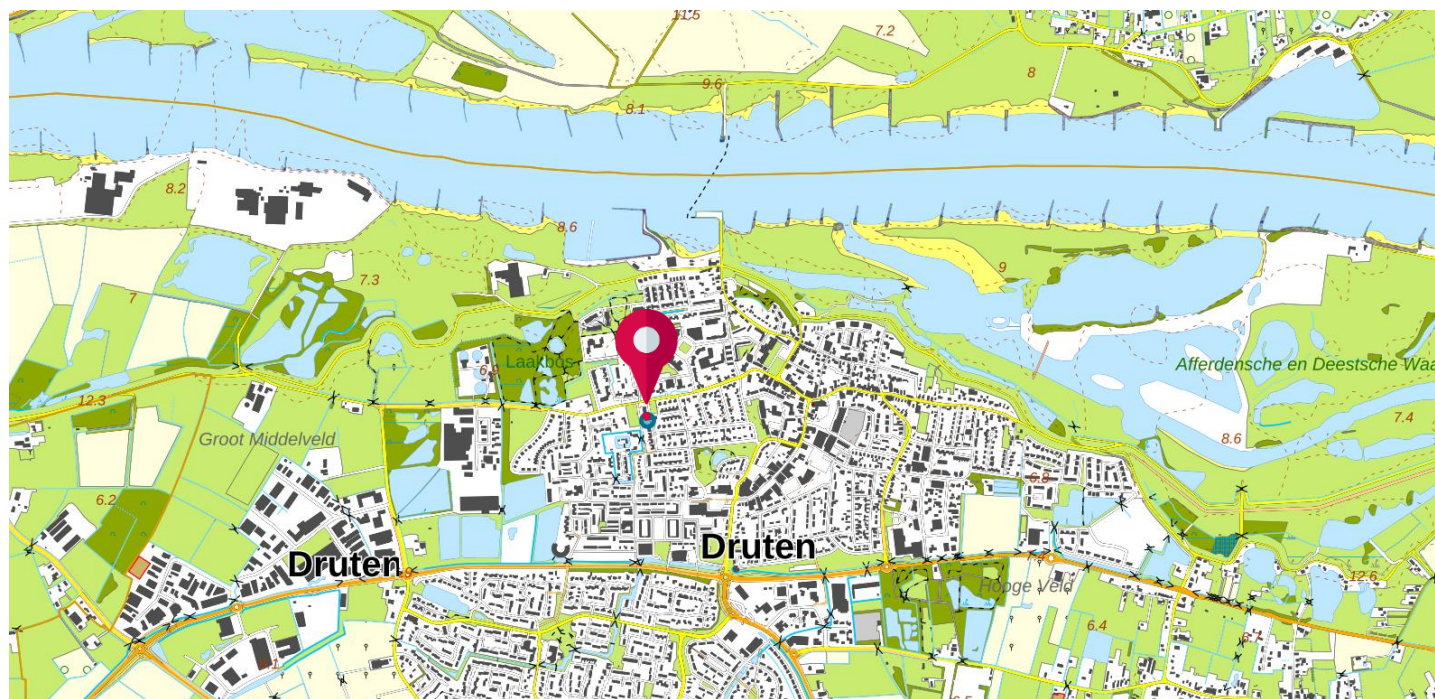 11.5
7.2
8
9.6
8.1
8.2
8.6
9
7.3
7
Laakbos
Afferdensche en Deestsche Waa
12.3
7.4
Groot Middelveld
8.6
6.8
6.2
Druten
Druten
12.6
Hooge Veld
6.4